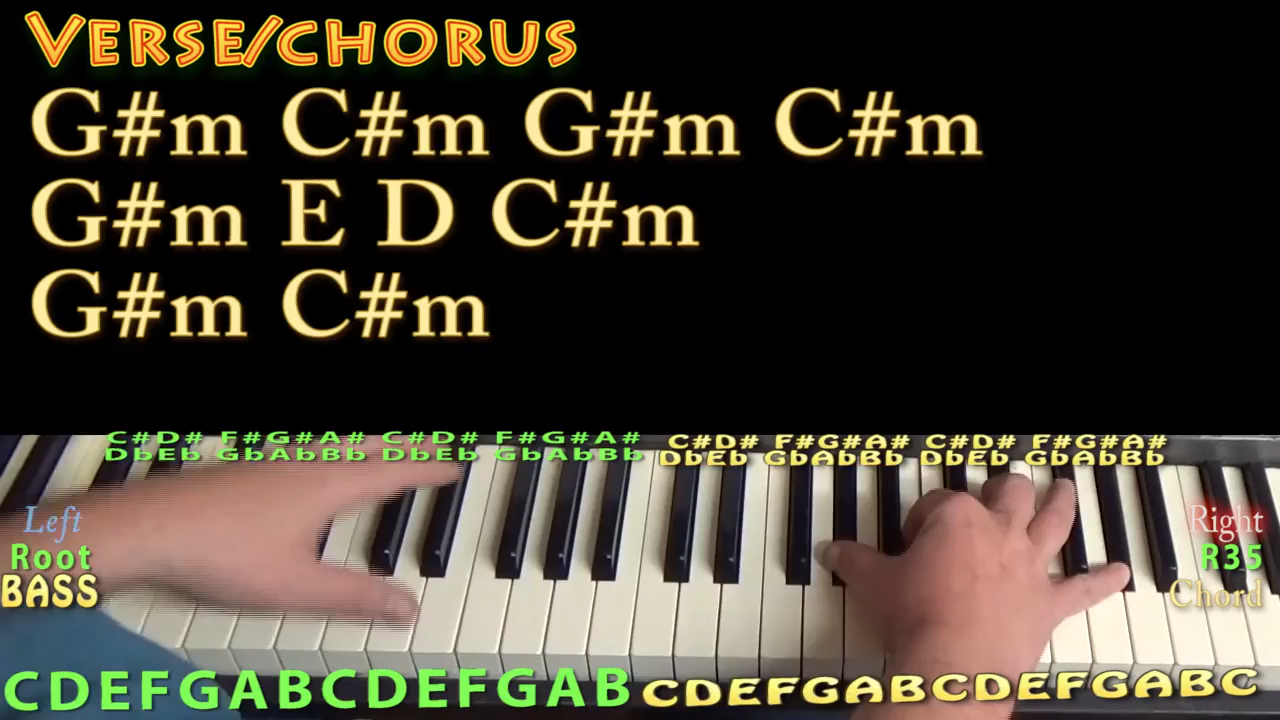 VERSE/CHORUS
G#m C#m G#m C#m
G#m E D C#m
G#m C#m
C#D# F#G#A# C#D# F#G#A# C#D# F#G#A# C#D# F#G#A#
DbEb GbAbBb DbEb GbAbBb DbEb GbAbBb DbEb GbAbBb
Left
Root
BASS
Right
R35
Chord
CDEFGABCDEFGAB CDEFGABCDEFGABC